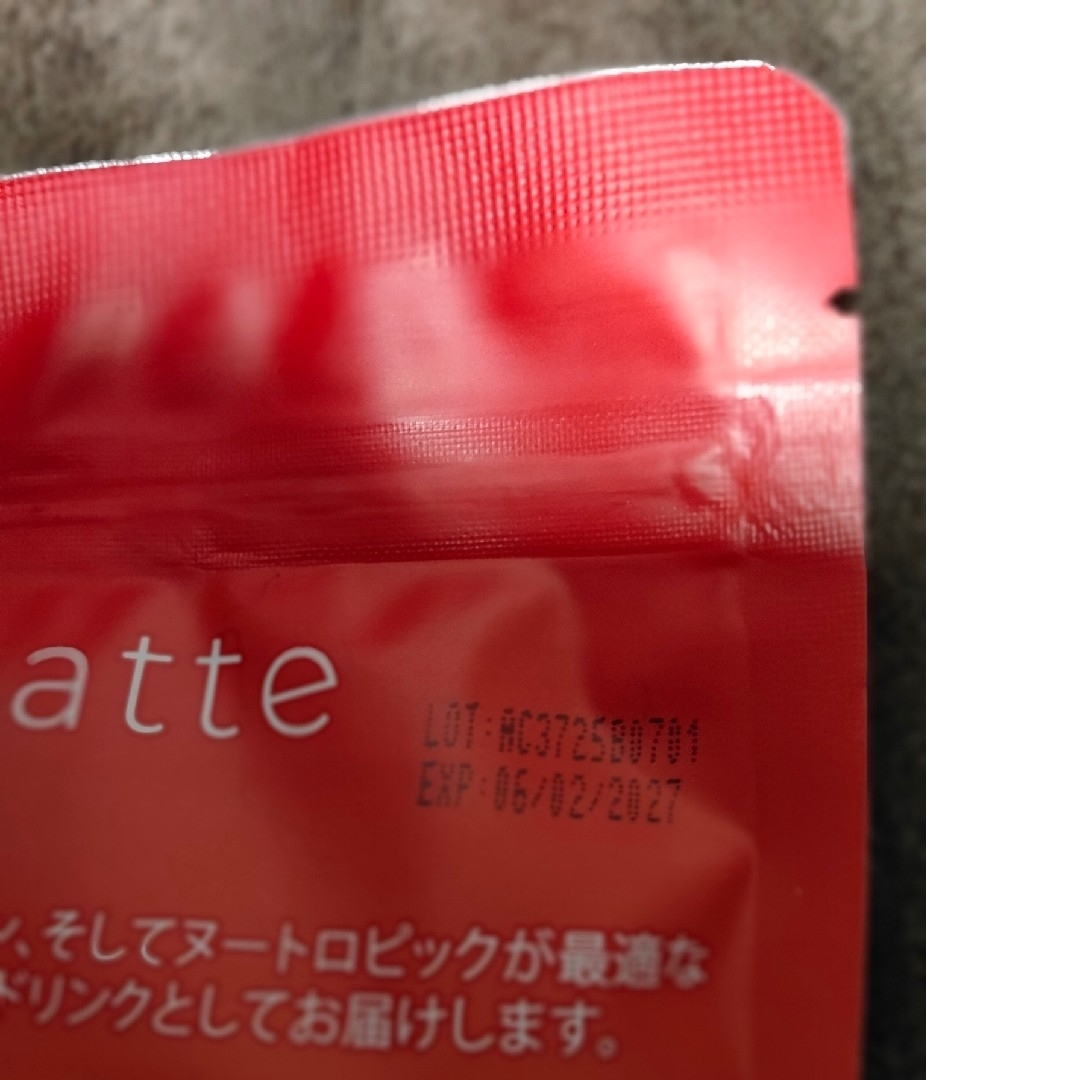 atte
LOT:AC3725B0701
EXP:06/02/2027
ン、そしてヌートロピックが最適な
ドリンクとしてお届けします。